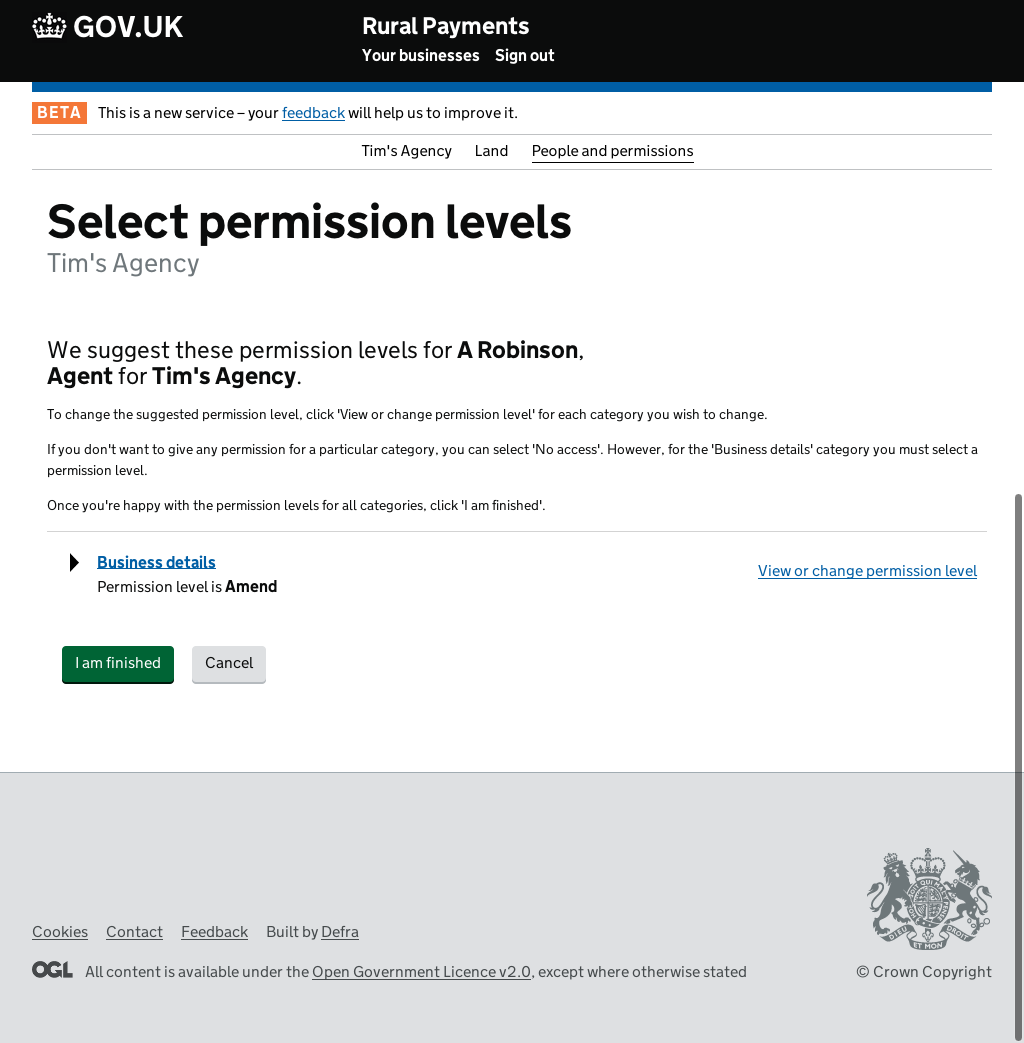 GOV.UK
Rural Payments
Your businesses Sign out
BETA This is a new service – your feedback will help us to improve it.
Tim's Agency Land People and permissions
Select permission levels
Tim's Agency
We suggest these permission levels for A Robinson,
Agent for Tim's Agency.
To change the suggested permission level, click 'View or change permission level' for each category you wish to change.
If you don't want to give any permission for a particular category, you can select 'No access'. However, for the 'Business details' category you must select a
permission level.
Once you're happy with the permission levels for all categories, click 'I am finished'.
Business details
Permission level is Amend
View or change permission level
I am finished Cancel
Cookies Contact Feedback Built by Defra
DIEU ET MON DROIT
OGL All content is available under the Open Government Licence v2.0, except where otherwise stated
© Crown Copyright